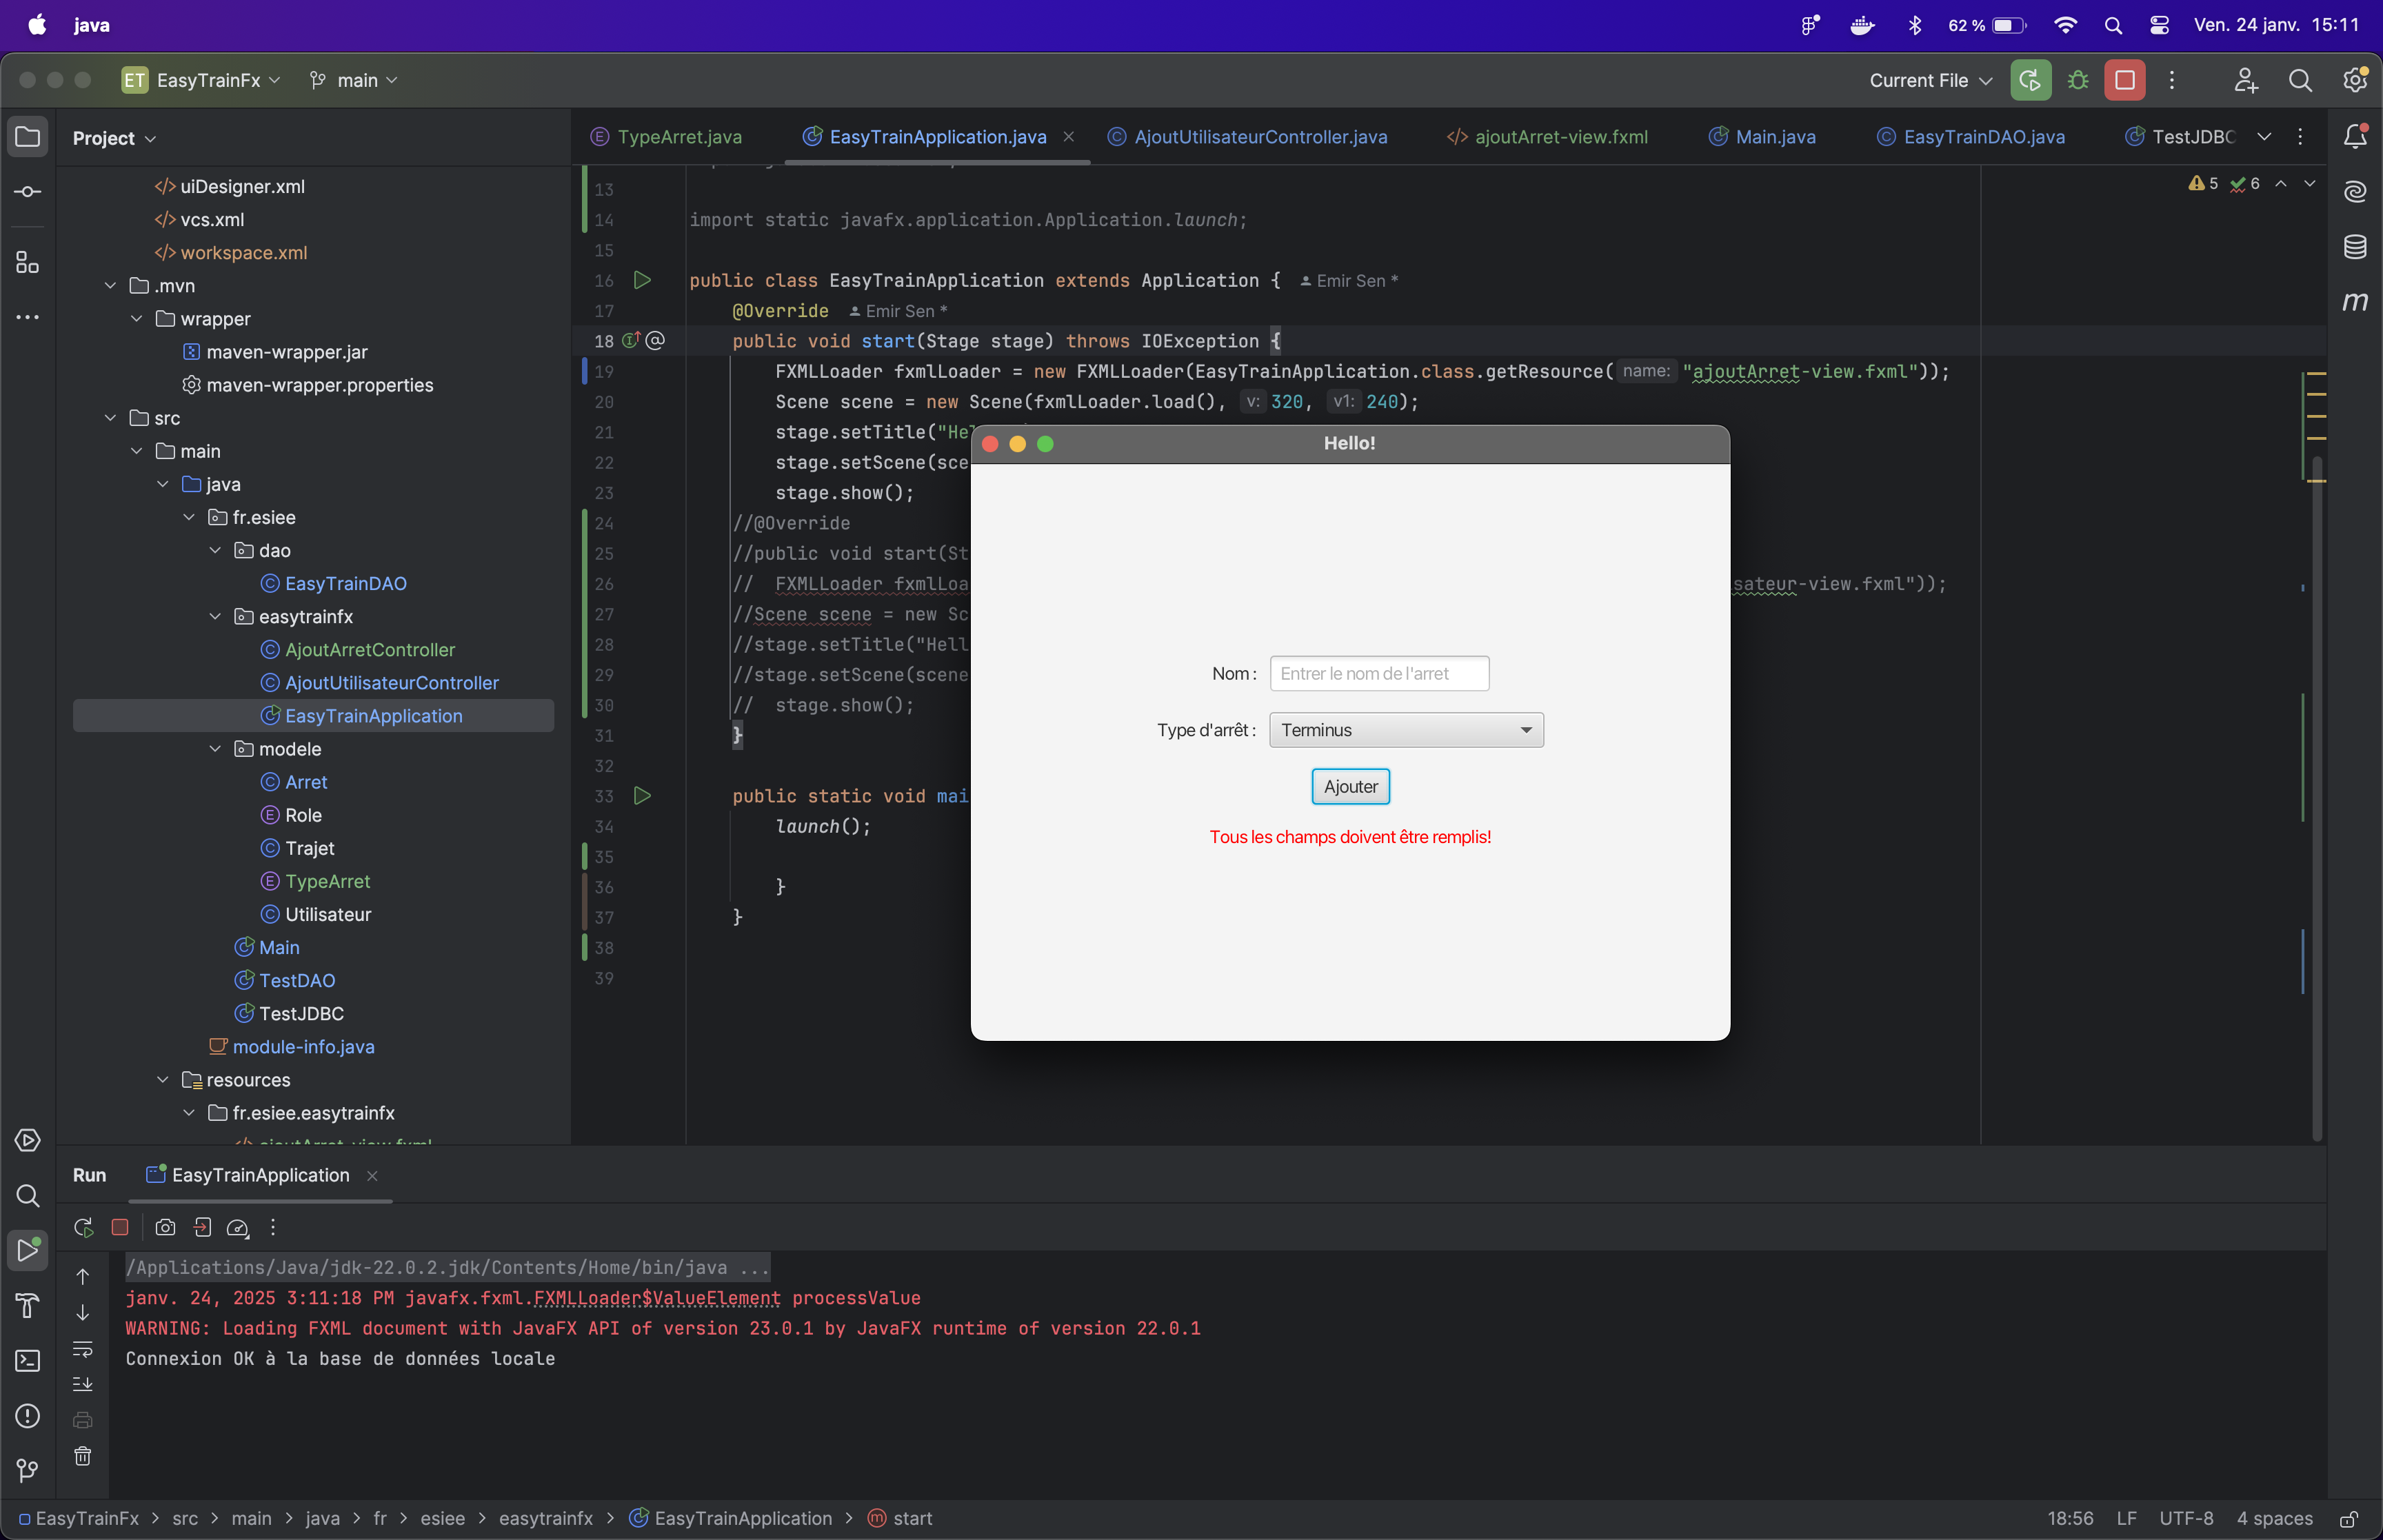 java
62 %
Ven. 24 janv. 15:11
ET EasyTrainFx
main
Current File
Project
TypeArret.java
EasyTrainApplication.java
AjoutUtilisateurController.java
ajoutArret-view.fxml
Main.java
EasyTrainDAO.java
TestJDBC
uiDesigner.xml
vcs.xml
workspace.xml
.mvn
wrapper
maven-wrapper.jar
maven-wrapper.properties
src
main
java
fr.esiee
dao
EasyTrainDAO
easytrainfx
AjoutArretController
AjoutUtilisateurController
EasyTrainApplication
modele
Arret
Role
Trajet
TypeArret
Utilisateur
Main
TestDAO
TestJDBC
module-info.java
resources
fr.esiee.easytrainfx
5 6
13
14 import static javafx.application.Application.launch;
15
16 public class EasyTrainApplication extends Application { Emir Sen *
17 @Override Emir Sen *
18 public void start(Stage stage) throws IOException {
19 FXMLLoader fxmlLoader = new FXMLLoader(EasyTrainApplication.class.getResource( name: "ajoutArret-view.fxml"));
20 Scene scene = new Scene(fxmlLoader.load(), v: 320, v1: 240);
21 stage.setTitle("Hel
22 stage.setScene(sce
23 stage.show();
24 //@Override
25 //public void start(St
26 // FXMLLoader fxmlLoa sateur-view.fxml"));
27 //Scene scene = new Sc
28 //stage.setTitle("Hell
29 //stage.setScene(scene
30 // stage.show();
31 }
32
33 public static void mai
34 launch();
35
36 }
37 }
38
39
Hello!
Nom :
Entrer le nom de l'arret
Type d'arrêt :
Terminus
Ajouter
Tous les champs doivent être remplis!
Run
EasyTrainApplication
/Applications/Java/jdk-22.0.2.jdk/Contents/Home/bin/java ...
janv. 24, 2025 3:11:18 PM javafx.fxml.FXMLLoader$ValueElement processValue
WARNING: Loading FXML document with JavaFX API of version 23.0.1 by JavaFX runtime of version 22.0.1
Connexion OK à la base de données locale
EasyTrainFx > src > main > java > fr > esiee > easytrainfx > EasyTrainApplication > start
18:56 LF UTF-8 4 spaces